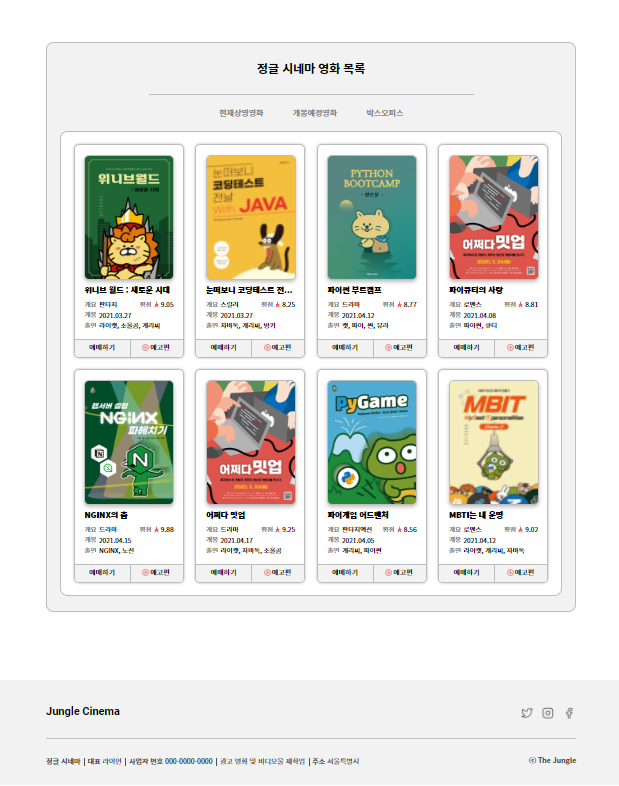 정글 시네마 영화 목록
현재상영영화 개봉예정영화 박스오피스
위니브월드
눈떠보니
코딩테스트
전날
With JAVA
PYTHON
BOOTCAMP
어쩌다 밋업
위니브 월드 : 새로운 시대
개요 판타지 평점 9.05
개봉 2021.03.27
출연 라이캣, 소울곰, 개리씨
예매하기 예고편
눈떠보니 코딩테스트 전...
개요 스릴러 평점 8.25
개봉 2021.03.27
출연 자바독, 개리씨, 빙키
예매하기 예고편
파이썬 부트캠프
개요 드라마 평점 8.77
개봉 2021.04.12
출연 캣, 파이, 썬, 뮤라
예매하기 예고편
파이큐티의 사랑
개요 로맨스 평점 8.81
개봉 2021.04.08
출연 파이썬, 큐티
예매하기 예고편
웹서버 셜럼
NGINX
파헤치기
어쩌다 밋업
PyGame
MBIT
NGINX의 춤
개요 드라마 평점 9.88
개봉 2021.04.15
출연 NGINX, 노션
예매하기 예고편
어쩌다 밋업
개요 드라마 평점 9.25
개봉 2021.04.17
출연 라이캣, 자바독, 소울곰
예매하기 예고편
파이게임 어드벤처
개요 판타지액션 평점 8.56
개봉 2021.04.05
출연 개리씨, 파이썬
예매하기 예고편
MBTI는 내 운명
개요 로맨스 평점 9.02
개봉 2021.04.12
출연 라이캣, 개리씨, 자바독
예매하기 예고편
Jungle Cinema
정글 시네마 | 대표 라이언 | 사업자 번호 000-0000-0000 | 광고 영화 및 비디오물 제작업 | 주소 서울특별시
© The Jungle